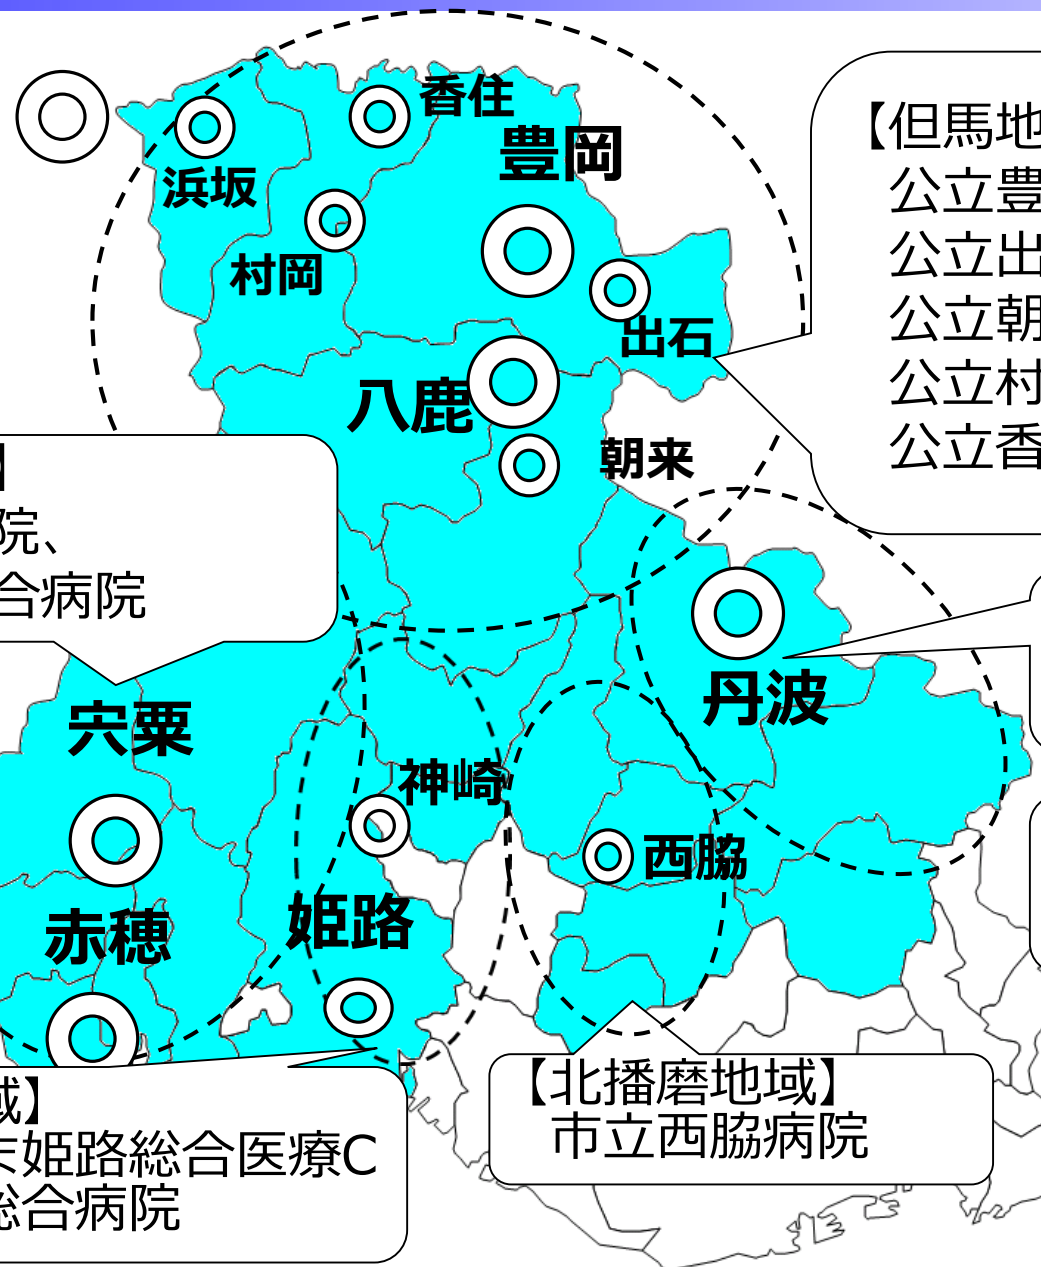 香住
豊岡
浜坂
村岡
出石
八鹿
朝来
【但馬地
公立豊
公立出
公立朝
公立村
公立香
】
院、
合病院
丹波
宍粟
神崎
西脇
赤穂
姫路
域】
姫路総合医療C
総合病院
【北播磨地域】
市立西脇病院